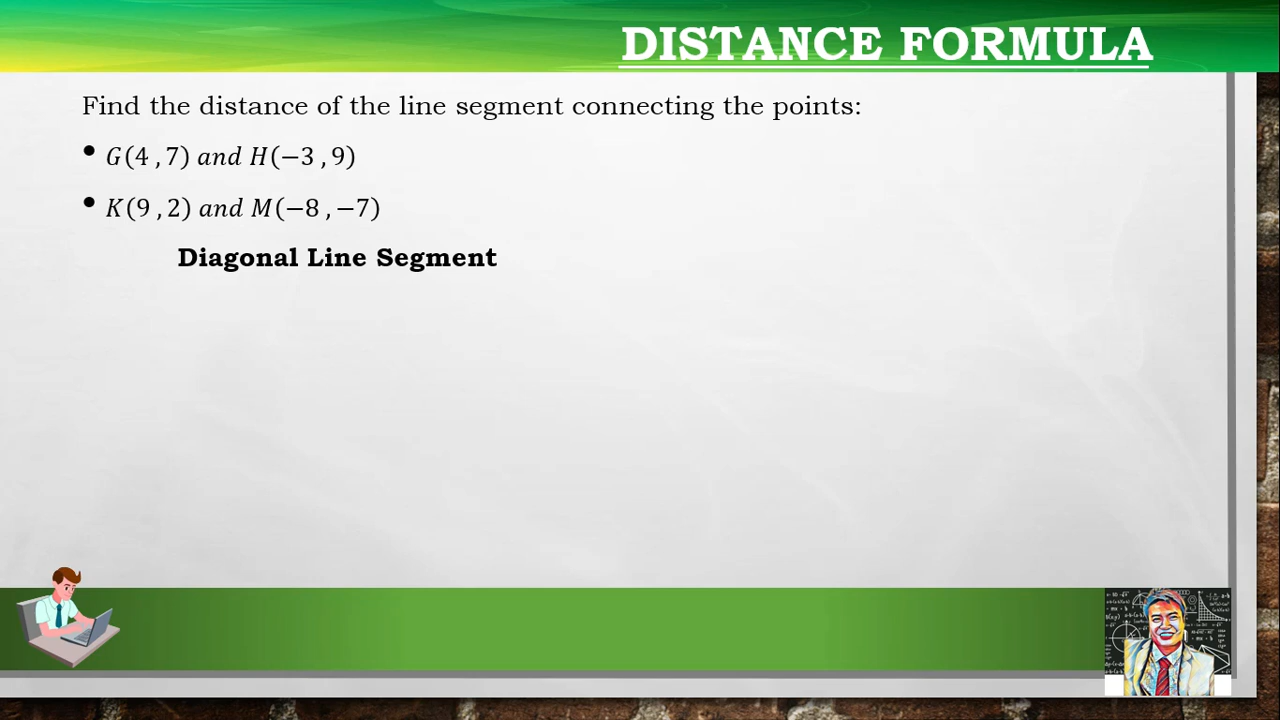 DISTANCE FORMULA
Find the distance of the line segment connecting the points:
• G(4 , 7) and H(−3 , 9)
• K(9 , 2) and M(−8 , −7)
Diagonal Line Segment